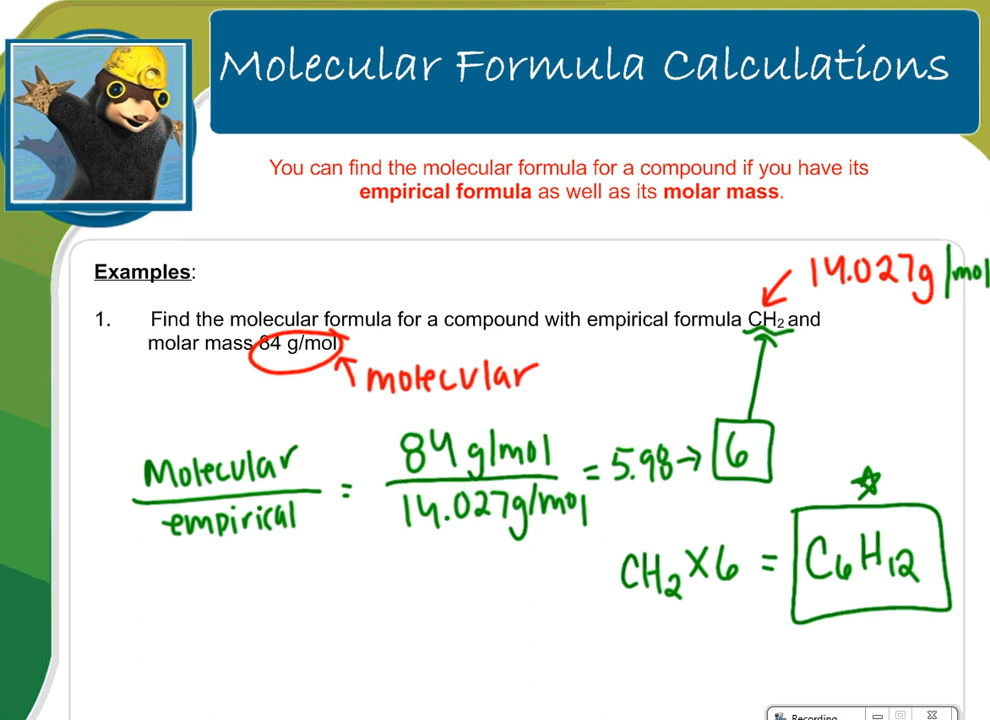 Molecular Formula Calculations
You can find the molecular formula for a compound if you have its
empirical formula as well as its molar mass.
Examples:
14.027g/mol
1. Find the molecular formula for a compound with empirical formula CH₂ and
molar mass 84 g/mol
molecular
Molecular / empirical = 84 g/mol / 14.027g/mol = 5.98 → 6
CH₂ x 6 = C₆H₁₂
Recording